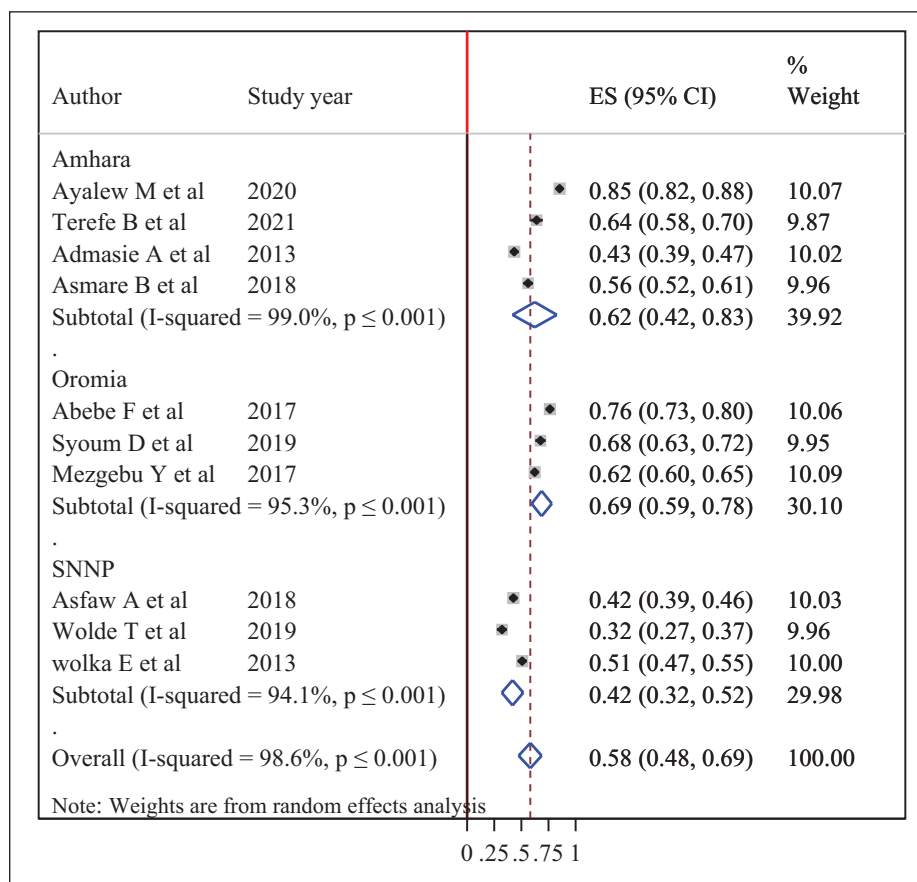 %
Author Study year ES (95% CI) Weight
Amhara
Ayalew M et al 2020 0.85 (0.82, 0.88) 10.07
Terefe B et al 2021 0.64 (0.58, 0.70) 9.87
Admasie A et al 2013 0.43 (0.39, 0.47) 10.02
Asmare B et al 2018 0.56 (0.52, 0.61) 9.96
Subtotal (I-squared = 99.0%, p ≤ 0.001) 0.62 (0.42, 0.83) 39.92
.
Oromia
Abebe F et al 2017 0.76 (0.73, 0.80) 10.06
Syoum D et al 2019 0.68 (0.63, 0.72) 9.95
Mezgebu Y et al 2017 0.62 (0.60, 0.65) 10.09
Subtotal (I-squared = 95.3%, p ≤ 0.001) 0.69 (0.59, 0.78) 30.10
.
SNNP
Asfaw A et al 2018 0.42 (0.39, 0.46) 10.03
Wolde T et al 2019 0.32 (0.27, 0.37) 9.96
wolka E et al 2013 0.51 (0.47, 0.55) 10.00
Subtotal (I-squared = 94.1%, p ≤ 0.001) 0.42 (0.32, 0.52) 29.98
.
Overall (I-squared = 98.6%, p ≤ 0.001) 0.58 (0.48, 0.69) 100.00
Note: Weights are from random effects analysis
0 .25 .5 .75 1